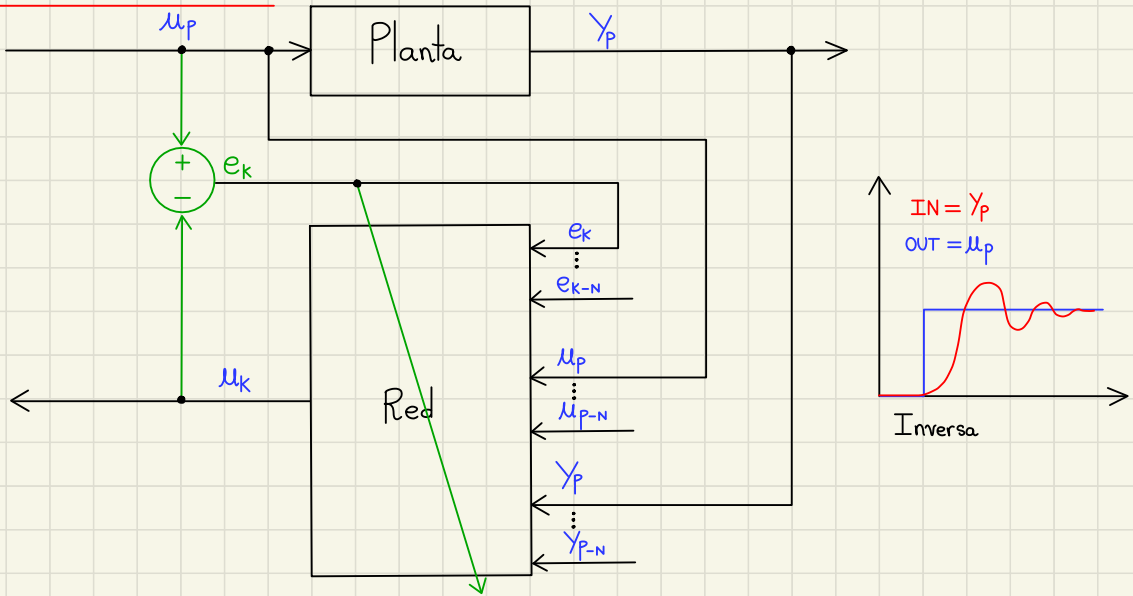 μp
Planta
Yp
+
ek
−
ek
ek-N
μp
μp-N
Yp
Yp-N
μk
Red
IN = Yp
OUT = μp
Inversa